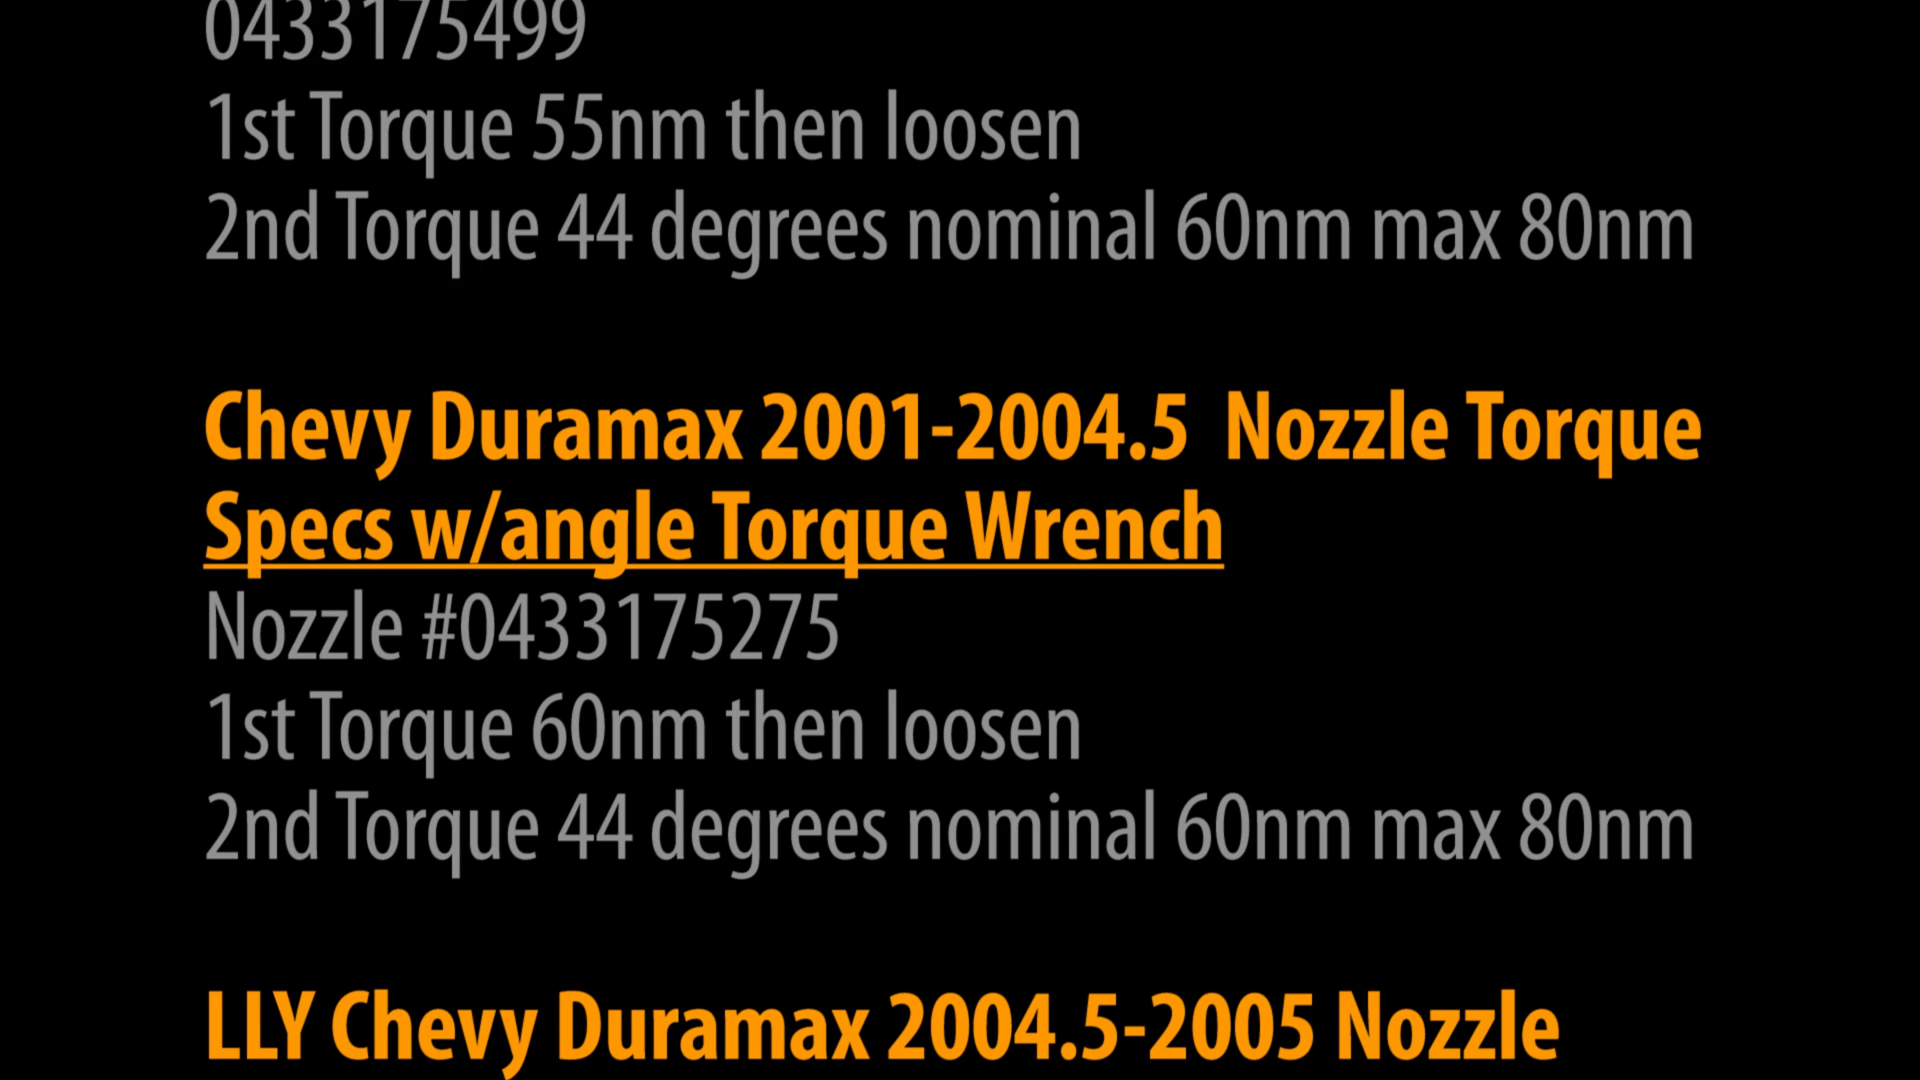 0433175499
1st Torque 55nm then loosen
2nd Torque 44 degrees nominal 60nm max 80nm
Chevy Duramax 2001-2004.5  Nozzle Torque
Specs w/angle Torque Wrench
Nozzle #0433175275
1st Torque 60nm then loosen
2nd Torque 44 degrees nominal 60nm max 80nm
LLY Chevy Duramax 2004.5-2005 Nozzle